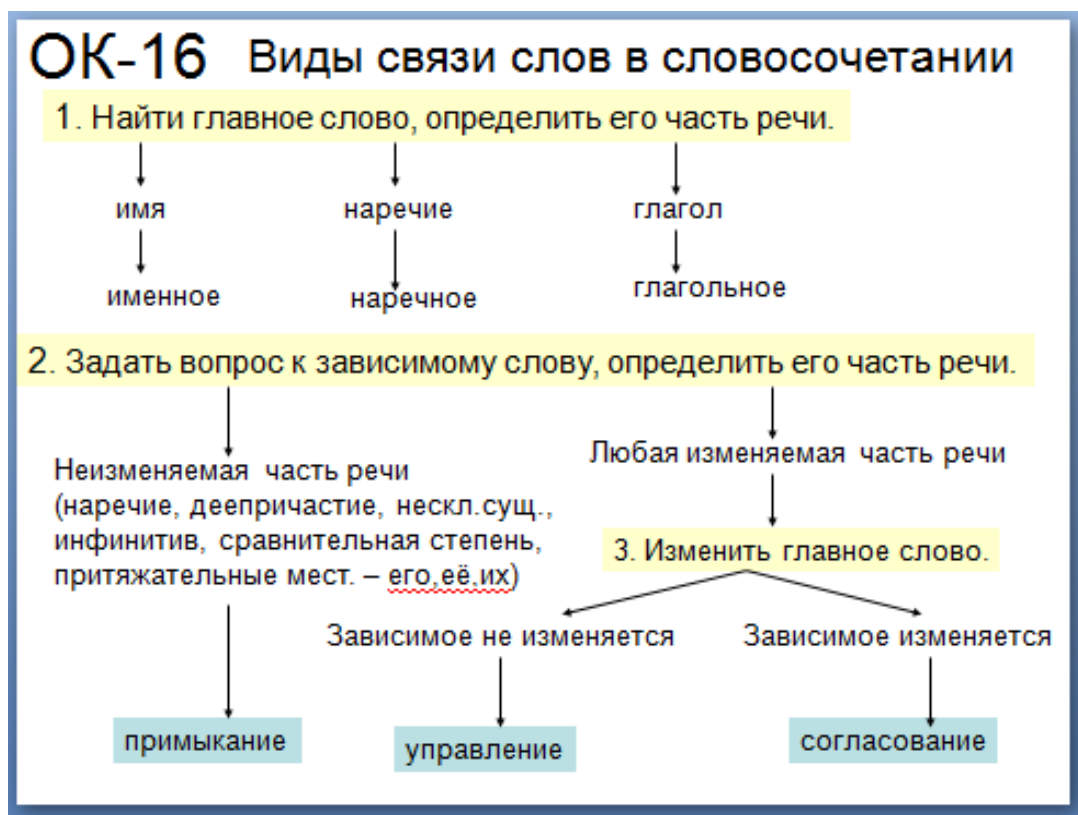 ОК-16 Виды связи слов в словосочетании
1. Найти главное слово, определить его часть речи.
имя наречие глагол
именное наречное глагольное
2. Задать вопрос к зависимому слову, определить его часть речи.
Неизменяемая часть речи
(наречие, деепричастие, нескл.сущ.,
инфинитив, сравнительная степень,
притяжательные мест. – его,её,их)
Любая изменяемая часть речи
3. Изменить главное слово.
Зависимое не изменяется Зависимое изменяется
примыкание управление согласование